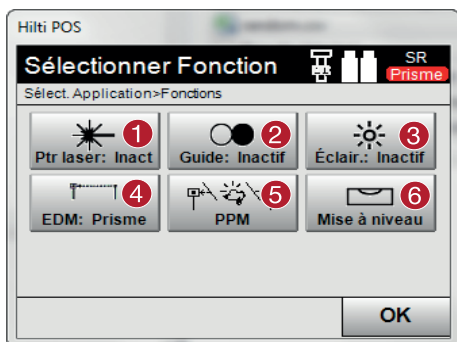 Hilti POS
Sélectionner Fonction
SR
Prisme
Sélect. Application>Fonctions
1
Ptr laser: Inact
2
Guide: Inactif
3
Éclair.: Inactif
4
EDM: Prisme
5
PPM
6
Mise à niveau
OK